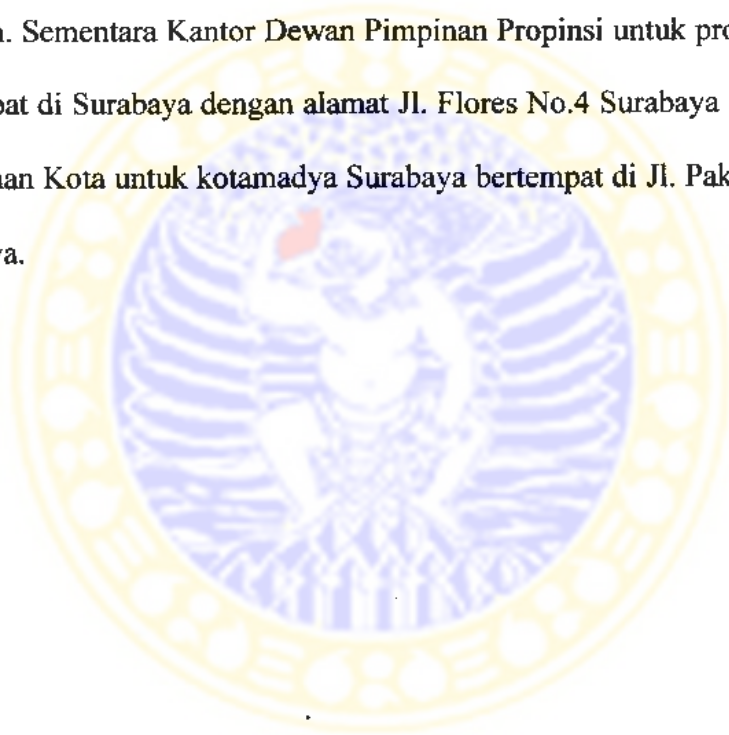 a. Sementara Kantor Dewan Pimpinan Propinsi untuk pro
pat di Surabaya dengan alamat Jl. Flores No.4 Surabaya
nan Kota untuk kotamadya Surabaya bertempat di Jl. Pak
ya.